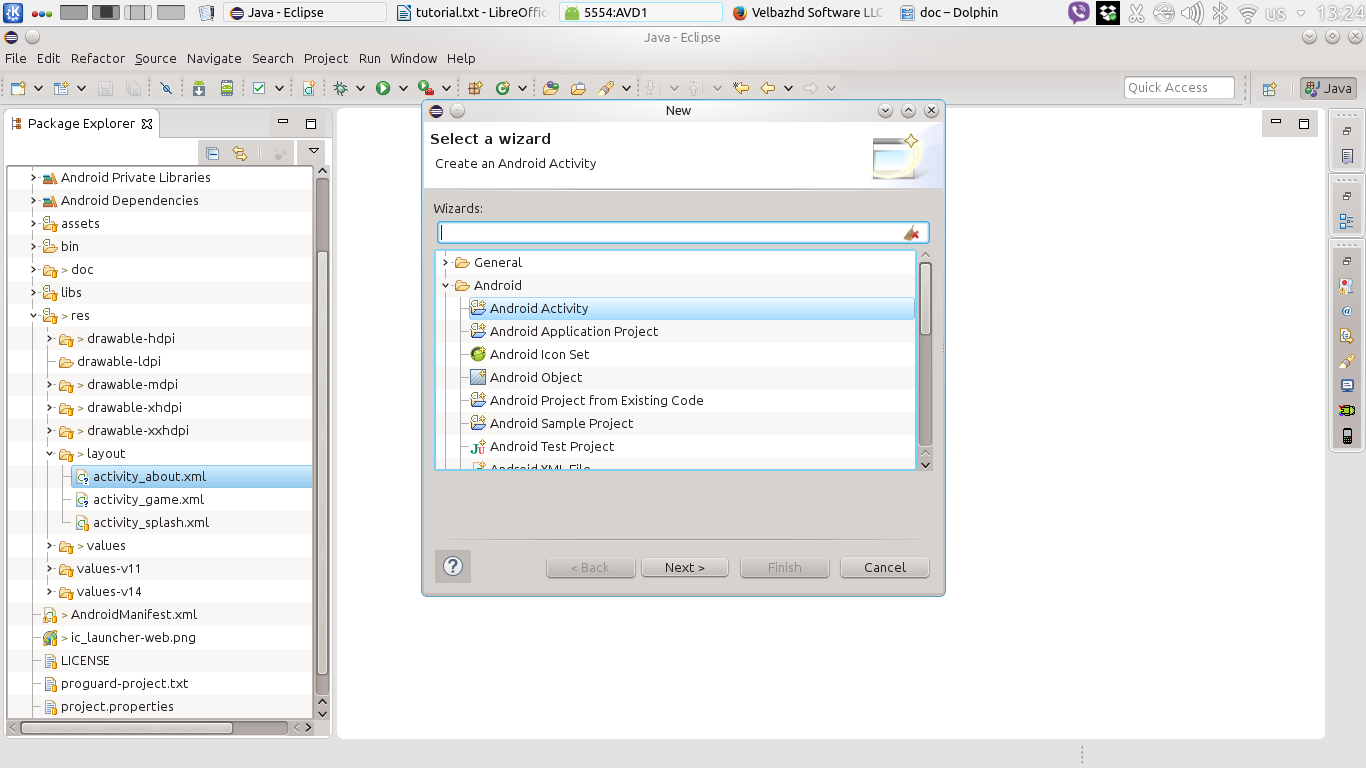 Java - Eclipse
tutorial.txt - LibreOffic
5554:AVD1
Velbazhd Software LLC
doc – Dolphin
us
13:24
Java - Eclipse
File Edit Refactor Source Navigate Search Project Run Window Help
Quick Access
Java
Package Explorer
Android Private Libraries
Android Dependencies
assets
bin
> doc
libs
> res
> drawable-hdpi
drawable-ldpi
> drawable-mdpi
> drawable-xhdpi
> drawable-xxhdpi
> layout
activity_about.xml
activity_game.xml
activity_splash.xml
> values
values-v11
values-v14
> AndroidManifest.xml
> ic_launcher-web.png
LICENSE
proguard-project.txt
project.properties
New
Select a wizard
Create an Android Activity
Wizards:
General
Android
Android Activity
Android Application Project
Android Icon Set
Android Object
Android Project from Existing Code
Android Sample Project
Android Test Project
Android XML File
?
< Back
Next >
Finish
Cancel